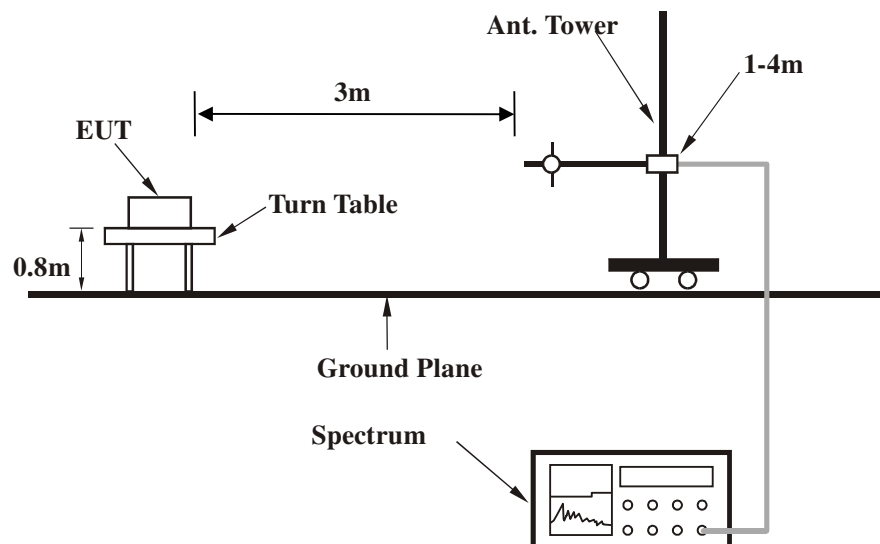 Ant. Tower
1-4m
3m
EUT
Turn Table
0.8m
Ground Plane
Spectrum